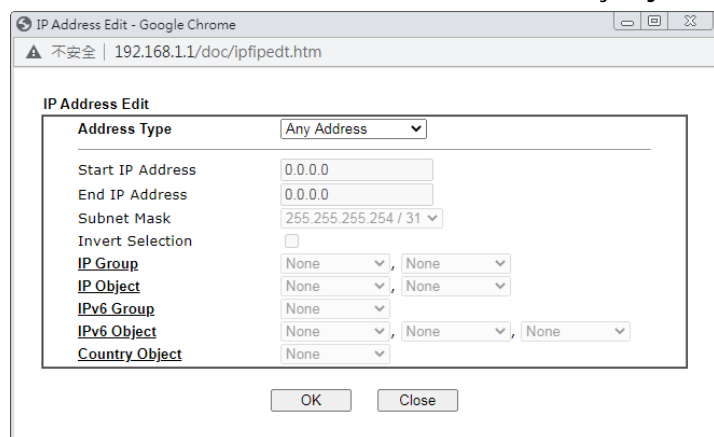 IP Address Edit - Google Chrome
不安全 | 192.168.1.1/doc/ipfipedt.htm
IP Address Edit
Address Type Any Address
Start IP Address 0.0.0.0
End IP Address 0.0.0.0
Subnet Mask 255.255.255.254 / 31
Invert Selection
IP Group None , None
IP Object None , None
IPv6 Group None
IPv6 Object None , None , None
Country Object None
OK Close